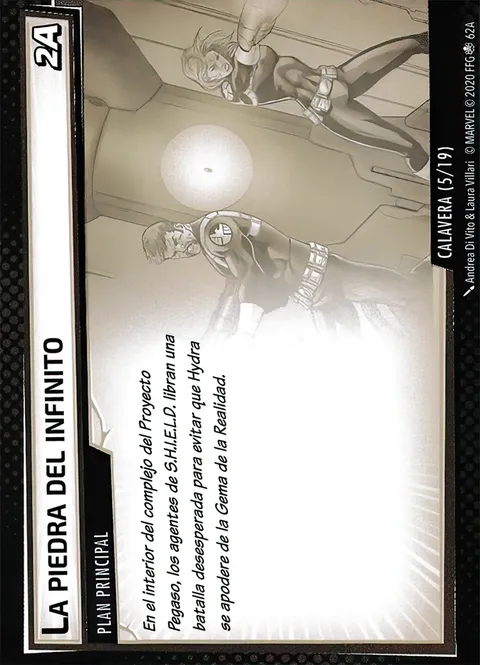 LA PIEDRA DEL INFINITO
2A
PLAN PRINCIPAL
En el interior del complejo del Proyecto
Pegaso, los agentes de S.H.I.E.L.D. libran una
batalla desesperada para evitar que Hydra
se apodere de la Gema de la Realidad.
CALAVERA (5/19)
Andrea Di Vito & Laura Villari © MARVEL © 2020 FFG 62A